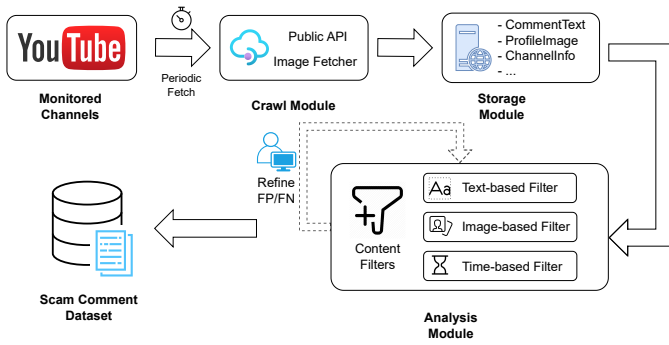 YouTube
Monitored
Channels
Periodic
Fetch
Public API
Image Fetcher
Crawl Module
- CommentText
- ProfileImage
- ChannelInfo
- ...
Storage
Module
Refine
FP/FN
Content
Filters
Aa
Text-based Filter
Image-based Filter
Time-based Filter
Analysis
Module
Scam Comment
Dataset